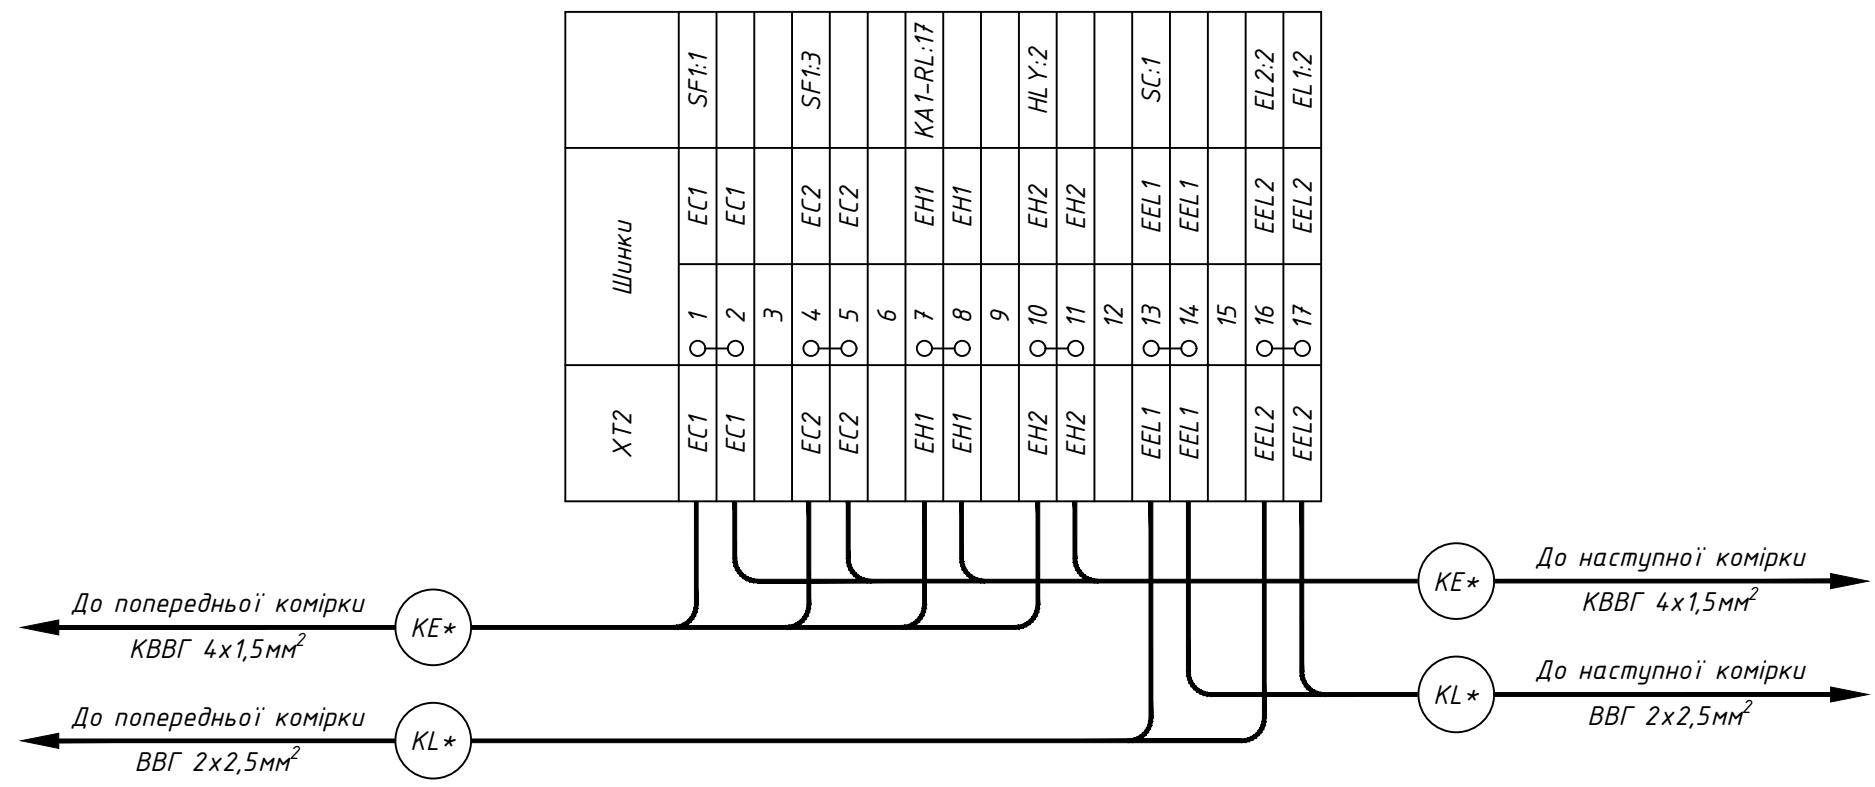 SF1:1
SF1:3
KA1-RL:17
HLY:2
SC:1
EL2:2
EL1:2
Шинки
EC1
EC1
EC2
EC2
EH1
EH1
EH2
EH2
EEL1
EEL1
EEL2
EEL2
1
2
3
4
5
6
7
8
9
10
11
12
13
14
15
16
17
XT2
EC1
EC1
EC2
EC2
EH1
EH1
EH2
EH2
EEL1
EEL1
EEL2
EEL2
До попередньої комірки
KE*
КВВГ 4x1,5мм²
До попередньої комірки
KL*
ВВГ 2x2,5мм²
До наступної комірки
KE*
КВВГ 4x1,5мм²
До наступної комірки
KL*
ВВГ 2x2,5мм²